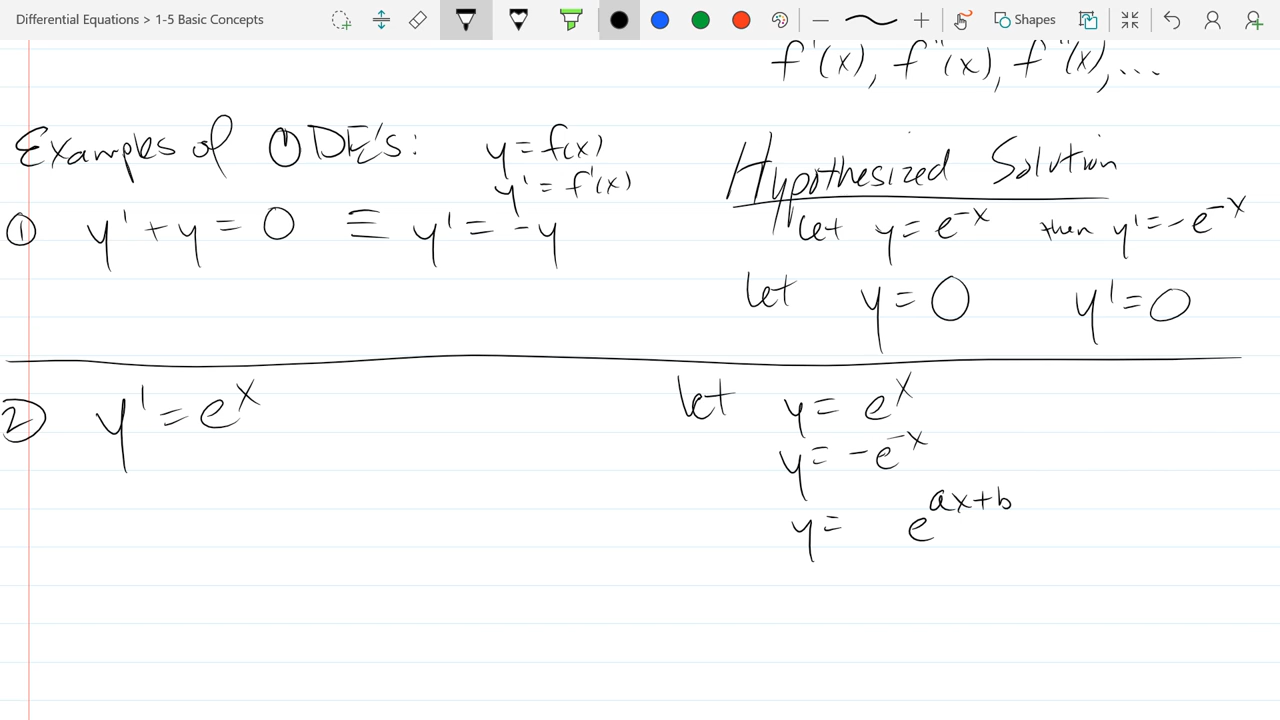 Differential Equations > 1-5 Basic Concepts
Shapes
f'(x), f''(x), f'''(x), ...
Examples of ODE's:
y = f(x)
y' = f'(x)
Hypothesized Solution
① y' + y = 0 ≡ y' = -y
let y = e^-x then y' = -e^-x
let y = 0 y' = 0
② y' = e^x
let y = e^x
y = -e^-x
y = e^ax+b